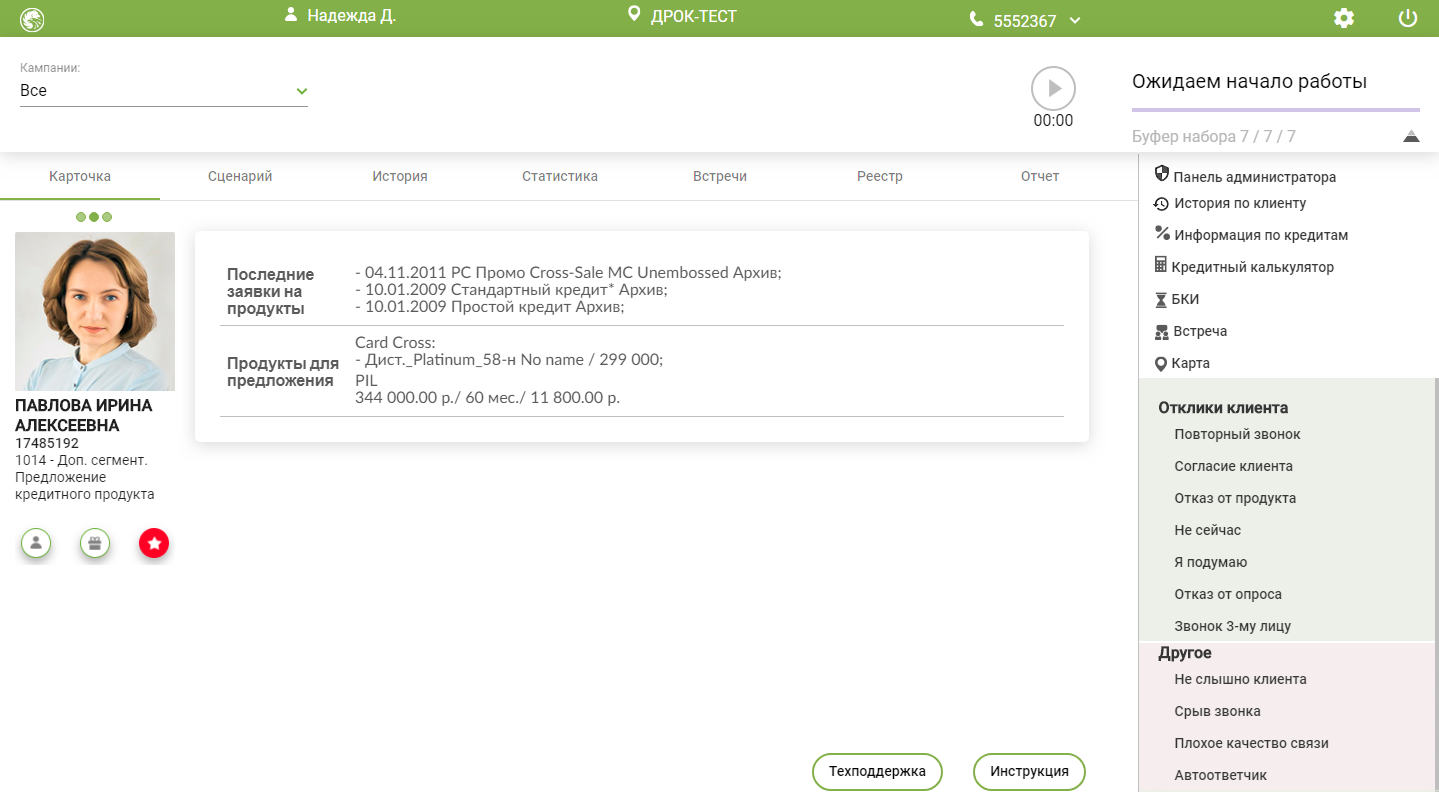 Надежда Д.
ДРОК-ТЕСТ
5552367
Кампании:
Все
00:00
Ожидаем начало работы
Буфер набора 7 / 7 / 7
Карточка
Сценарий
История
Статистика
Встречи
Реестр
Отчет
ПАВЛОВА ИРИНА
АЛЕКСЕЕВНА
17485192
1014 - Доп. сегмент.
Предложение
кредитного продукта
Последние
заявки на
продукты
- 04.11.2011 РС Промо Cross-Sale MC Unembossed Архив;
- 10.01.2009 Стандартный кредит* Архив;
- 10.01.2009 Простой кредит Архив;
Продукты для
предложения
Card Cross:
- Дист._Platinum_58-н No name / 299 000;
PIL
344 000.00 р./ 60 мес./ 11 800.00 р.
Техподдержка
Инструкция
Панель администратора
История по клиенту
Информация по кредитам
Кредитный калькулятор
БКИ
Встреча
Карта
Отклики клиента
Повторный звонок
Согласие клиента
Отказ от продукта
Не сейчас
Я подумаю
Отказ от опроса
Звонок 3-му лицу
Другое
Не слышно клиента
Срыв звонка
Плохое качество связи
Автоответчик